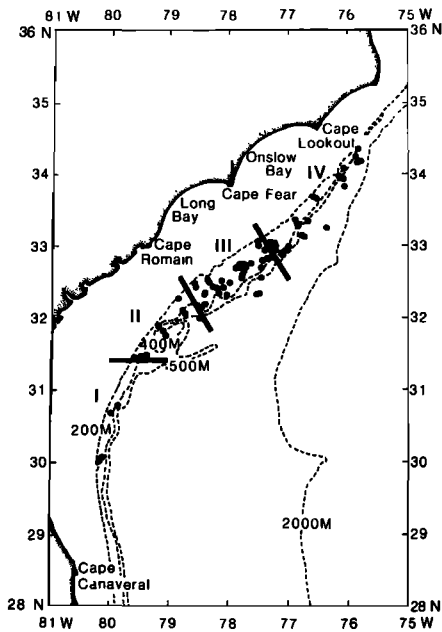 81 W 80 79 78 77 76 75 W
36 N 36 N
35 35
Cape
Lookout
Onslow
Bay
34 IV 34
Cape Fear
Long
Bay
III
33 Cape 33
Romain
II
32 32
400M
500M
31 31
I
200M
30 30
29 2000M 29
Cape
Canaveral
28 N 28 N
81 W 80 79 78 77 76 75 W